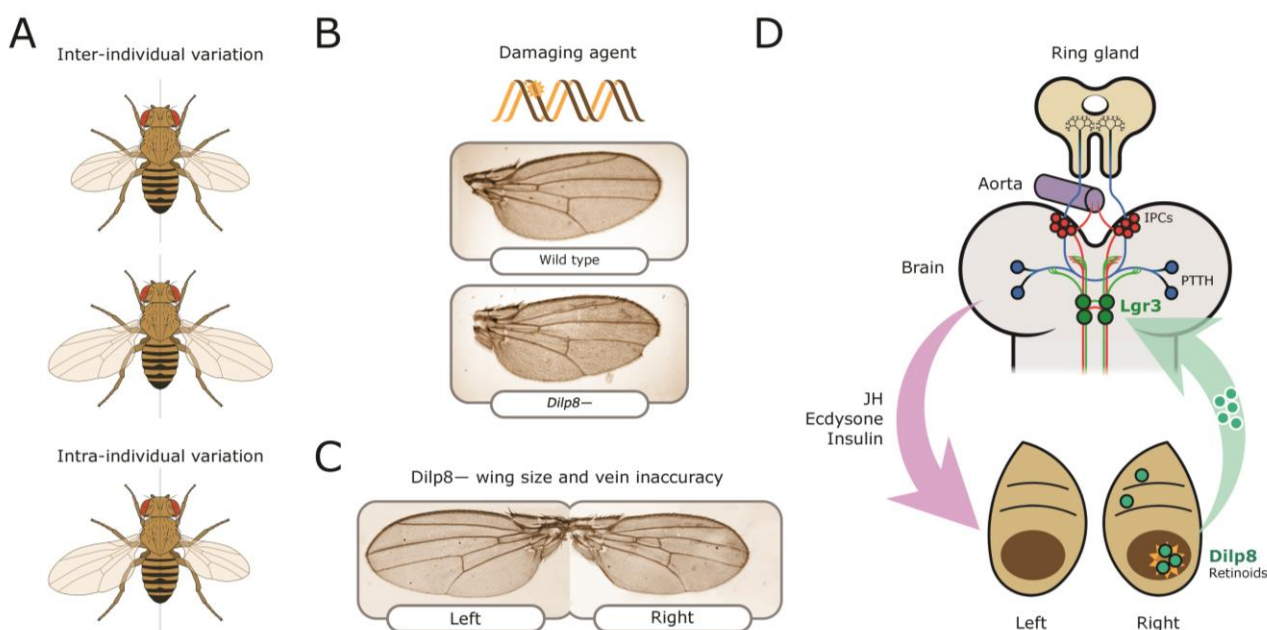 A
Inter-individual variation
Intra-individual variation
B
Damaging agent
Wild type
Dilp8—
C
Dilp8— wing size and vein inaccuracy
Left
Right
D
Ring gland
Aorta
IPCs
Brain
PTTH
Lgr3
JH
Ecdysone
Insulin
Dilp8
Retinoids
Left
Right